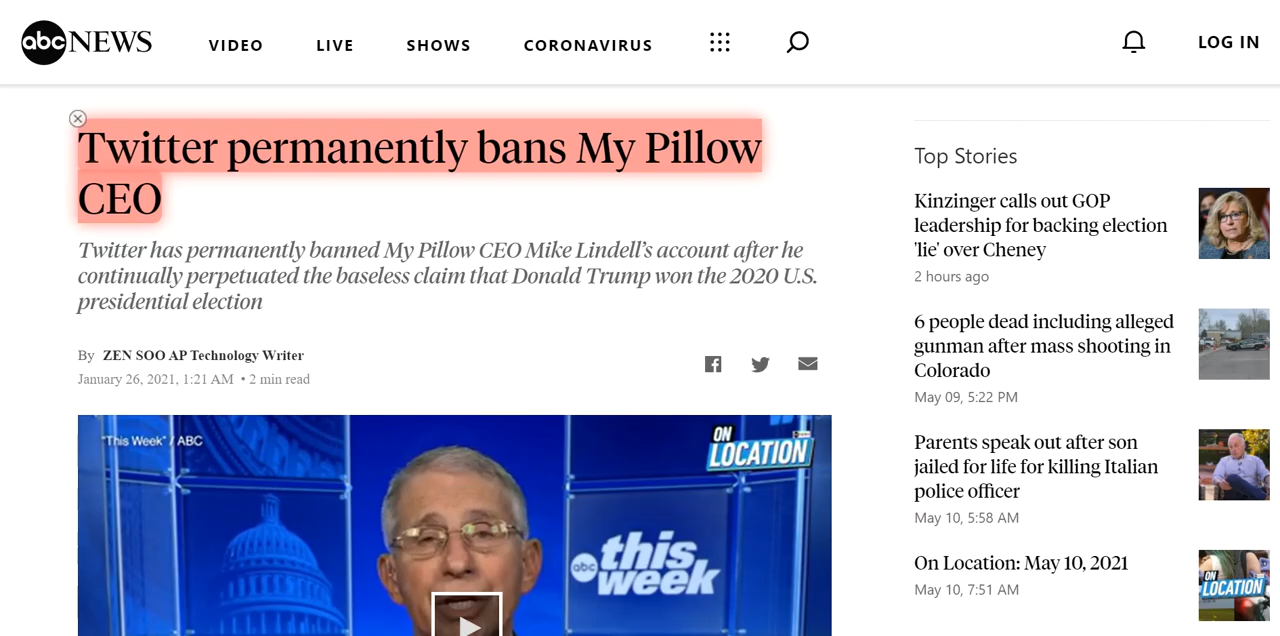 abc NEWS
VIDEO
LIVE
SHOWS
CORONAVIRUS
LOG IN
Twitter permanently bans My Pillow
CEO
Twitter has permanently banned My Pillow CEO Mike Lindell’s account after he
continually perpetuated the baseless claim that Donald Trump won the 2020 U.S.
presidential election
By ZEN SOO AP Technology Writer
January 26, 2021, 1:21 AM • 2 min read
"This Week" / ABC
ON
LOCATION
abc this
week
Top Stories
Kinzinger calls out GOP
leadership for backing election
'lie' over Cheney
2 hours ago
6 people dead including alleged
gunman after mass shooting in
Colorado
May 09, 5:22 PM
Parents speak out after son
jailed for life for killing Italian
police officer
May 10, 5:58 AM
On Location: May 10, 2021
May 10, 7:51 AM
ON
LOCATION